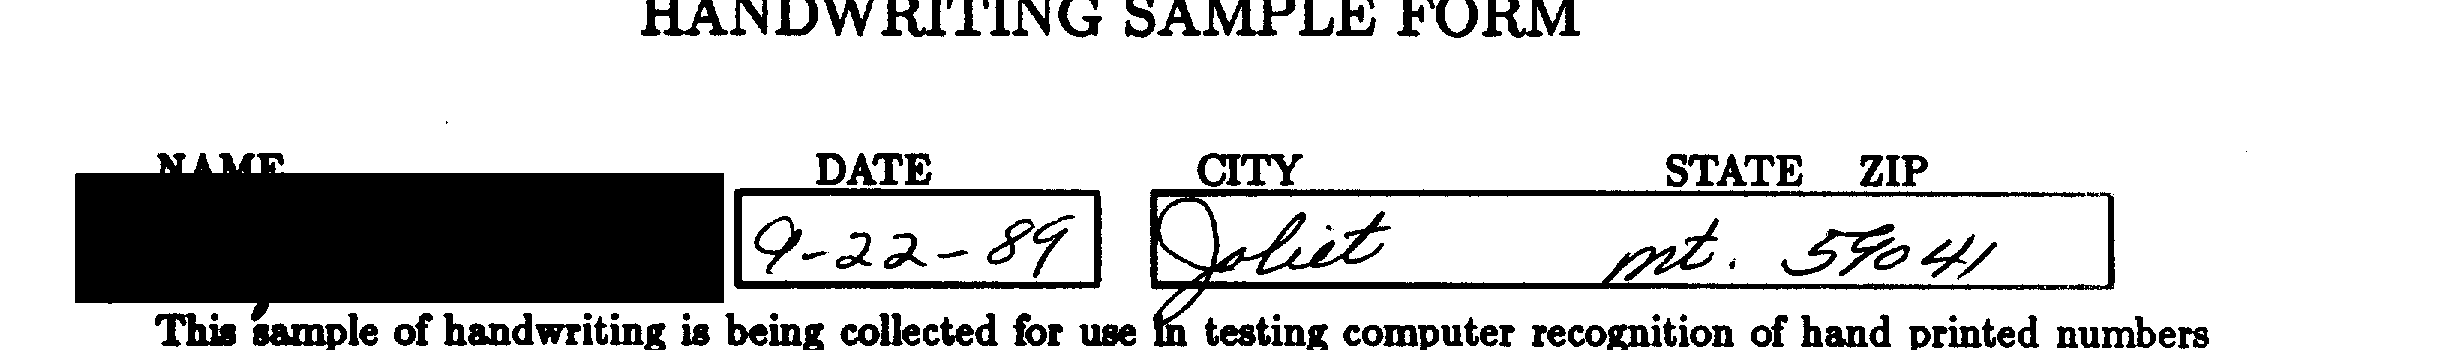 HANDWRITING SAMPLE FORM
NAME DATE CITY STATE ZIP
9-22-89 Joliet mt. 59041
This sample of handwriting is being collected for use in testing computer recognition of hand printed numbers